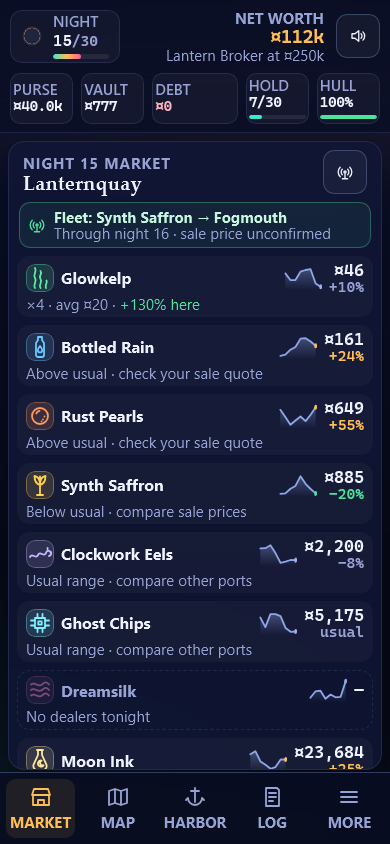 NIGHT
15/30
NET WORTH
¤112k
Lantern Broker at ¤250k
PURSE
¤40.0k
VAULT
¤777
DEBT
¤0
HOLD
7/30
HULL
100%
NIGHT 15 MARKET
Lanternquay
Fleet: Synth Saffron → Fogmouth
Through night 16 · sale price unconfirmed
Glowkelp
¤46
+10%
×4 · avg ¤20 · +130% here
Bottled Rain
¤161
+24%
Above usual · check your sale quote
Rust Pearls
¤649
+55%
Above usual · check your sale quote
Synth Saffron
¤885
−20%
Below usual · compare sale prices
Clockwork Eels
¤2,200
−8%
Usual range · compare other ports
Ghost Chips
¤5,175
usual
Usual range · compare other ports
Dreamsilk
—
No dealers tonight
Moon Ink
¤23,684
+25%
MARKET
MAP
HARBOR
LOG
MORE